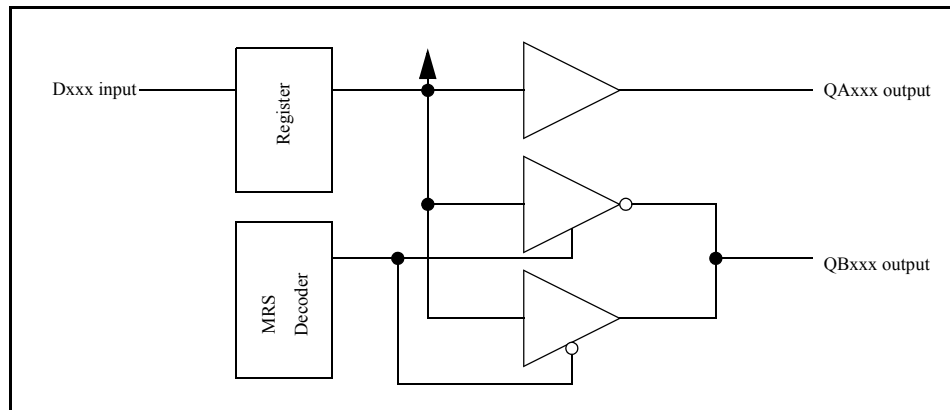 Dxxx input
Register
QAxxx output
MRS
Decoder
QBxxx output